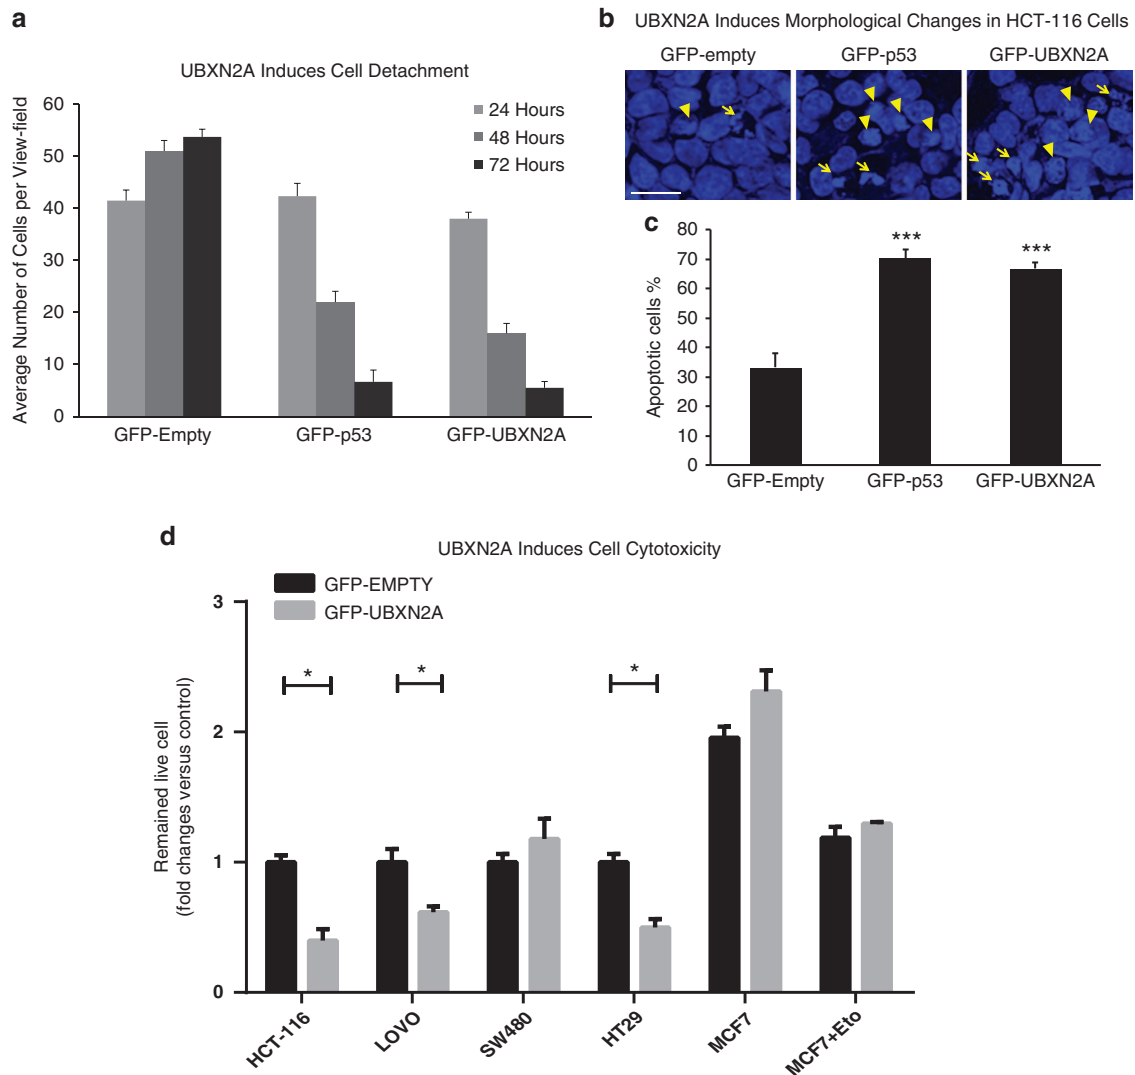 a
UBXN2A Induces Cell Detachment
Average Number of Cells per View-field
60
50
40
30
20
10
0
24 Hours
48 Hours
72 Hours
GFP-Empty
GFP-p53
GFP-UBXN2A
b
UBXN2A Induces Morphological Changes in HCT-116 Cells
GFP-empty
GFP-p53
GFP-UBXN2A
c
Apoptotic cells %
80
70
60
50
40
30
20
10
0
***
***
GFP-Empty
GFP-p53
GFP-UBXN2A
d
UBXN2A Induces Cell Cytotoxicity
GFP-EMPTY
GFP-UBXN2A
Remained live cell
(fold changes versus control)
3
2
1
0
*
*
*
HCT-116
LOVO
SW480
HT29
MCF7
MCF7+Eto